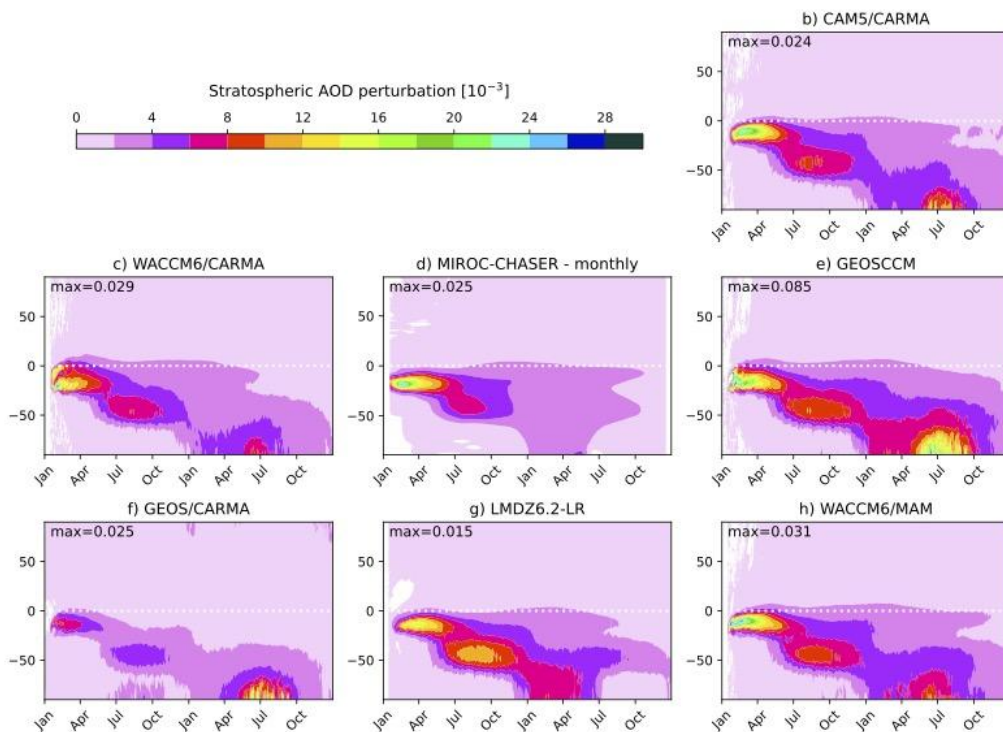 b) CAM5/CARMA
max=0.024
Stratospheric AOD perturbation [10⁻³]
0 4 8 12 16 20 24 28
50
0
−50
Jan Apr Jul Oct Jan Apr Jul Oct
c) WACCM6/CARMA
d) MIROC-CHASER - monthly
e) GEOSCCM
max=0.029
max=0.025
max=0.085
50 50 50
0 0 0
−50 −50 −50
Jan Apr Jul Oct Jan Apr Jul Oct
Jan Apr Jul Oct Jan Apr Jul Oct
Jan Apr Jul Oct Jan Apr Jul Oct
f) GEOS/CARMA
g) LMDZ6.2-LR
h) WACCM6/MAM
max=0.025
max=0.015
max=0.031
50 50 50
0 0 0
−50 −50 −50
Jan Apr Jul Oct Jan Apr Jul Oct
Jan Apr Jul Oct Jan Apr Jul Oct
Jan Apr Jul Oct Jan Apr Jul Oct